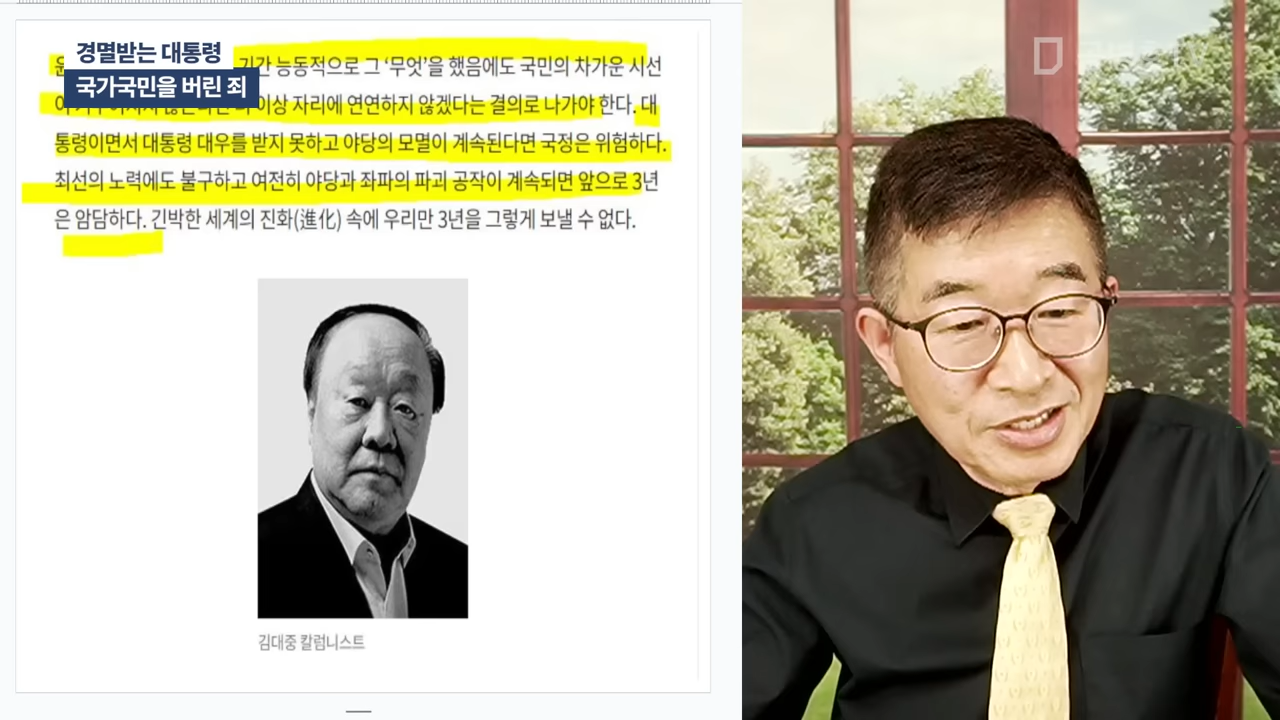 경멸받는 대통령
국가국민을 버린 죄
기간 능동적으로 그 ‘무엇’을 했음에도 국민의 차가운 시선
이상 자리에 연연하지 않겠다는 결의로 나가야 한다. 대
통령이면서 대통령 대우를 받지 못하고 야당의 모멸이 계속된다면 국정은 위험하다.
최선의 노력에도 불구하고 여전히 야당과 좌파의 파괴 공작이 계속되면 앞으로 3년
은 암담하다. 긴박한 세계의 진화(進化) 속에 우리만 3년을 그렇게 보낼 수 없다.
김대중 칼럼니스트